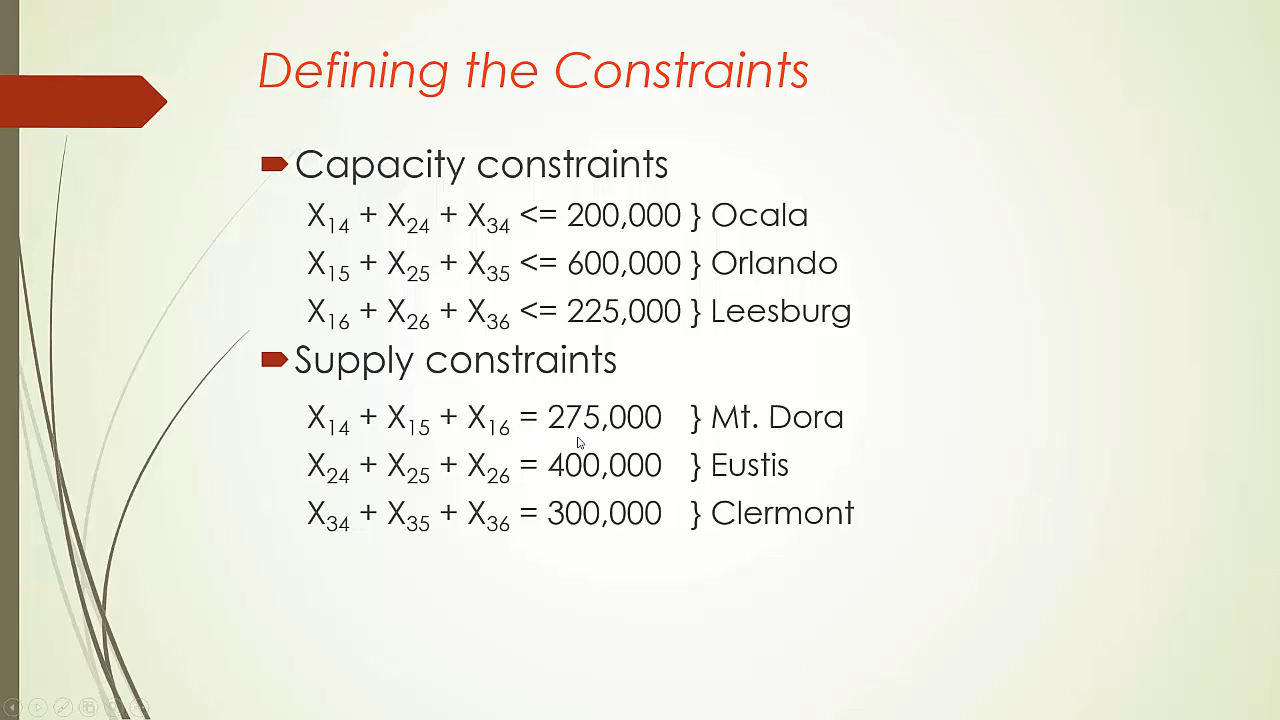 Defining the Constraints
Capacity constraints
X₁₄ + X₂₄ + X₃₄ <= 200,000 } Ocala
X₁₅ + X₂₅ + X₃₅ <= 600,000 } Orlando
X₁₆ + X₂₆ + X₃₆ <= 225,000 } Leesburg
Supply constraints
X₁₄ + X₁₅ + X₁₆ = 275,000 } Mt. Dora
X₂₄ + X₂₅ + X₂₆ = 400,000 } Eustis
X₃₄ + X₃₅ + X₃₆ = 300,000 } Clermont